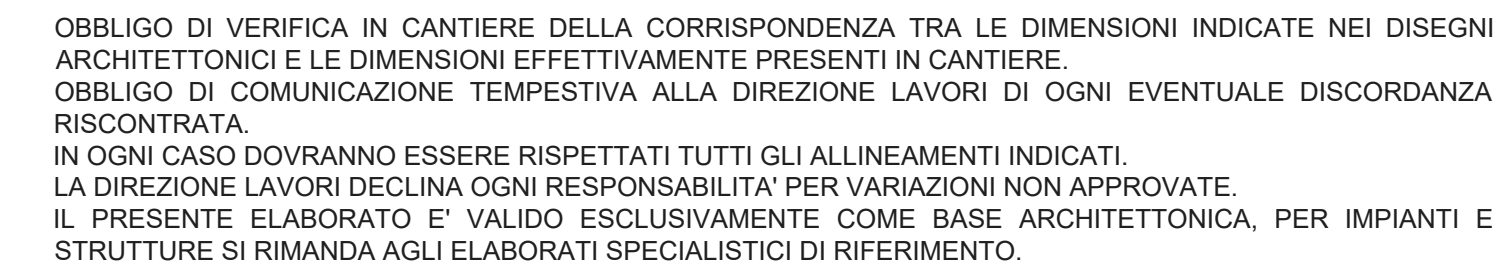 OBBLIGO DI VERIFICA IN CANTIERE DELLA CORRISPONDENZA TRA LE DIMENSIONI INDICATE NEI DISEGNI
ARCHITETTONICI E LE DIMENSIONI EFFETTIVAMENTE PRESENTI IN CANTIERE.
OBBLIGO DI COMUNICAZIONE TEMPESTIVA ALLA DIREZIONE LAVORI DI OGNI EVENTUALE DISCORDANZA
RISCONTRATA.
IN OGNI CASO DOVRANNO ESSERE RISPETTATI TUTTI GLI ALLINEAMENTI INDICATI.
LA DIREZIONE LAVORI DECLINA OGNI RESPONSABILITA' PER VARIAZIONI NON APPROVATE.
IL PRESENTE ELABORATO E' VALIDO ESCLUSIVAMENTE COME BASE ARCHITETTONICA, PER IMPIANTI E
STRUTTURE SI RIMANDA AGLI ELABORATI SPECIALISTICI DI RIFERIMENTO.